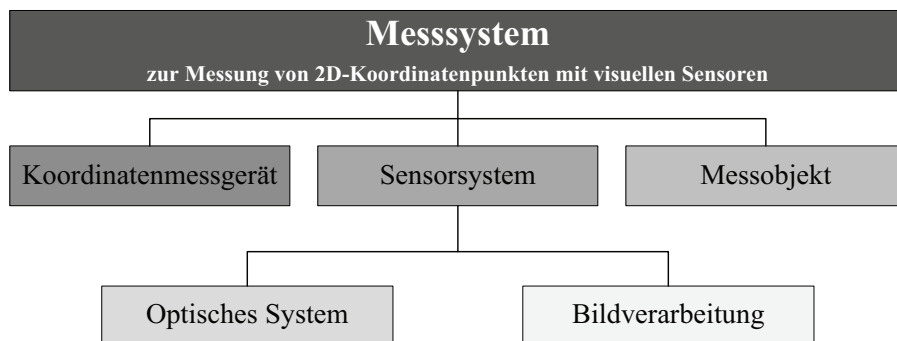 Messsystem
zur Messung von 2D-Koordinatenpunkten mit visuellen Sensoren
Koordinatenmessgerät
Sensorsystem
Messobjekt
Optisches System
Bildverarbeitung